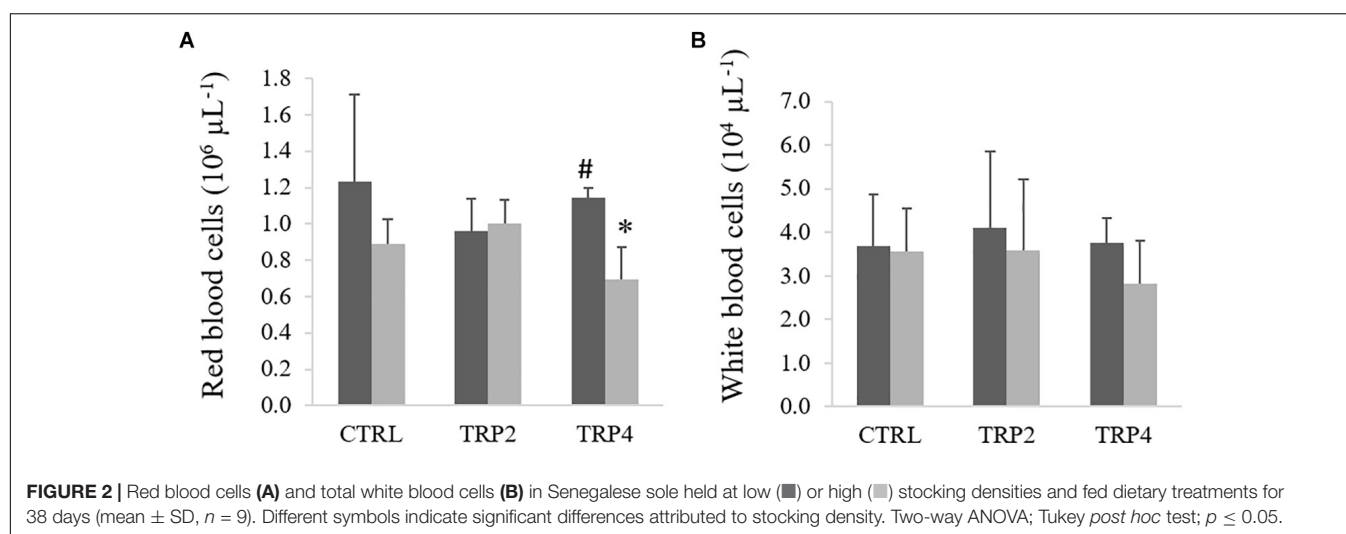 A
B
Red blood cells (10⁶ µL⁻¹)
1.8
1.6
1.4
1.2
1.0
0.8
0.6
0.4
0.2
0.0
#
*
CTRL
TRP2
TRP4
White blood cells (10⁴ µL⁻¹)
7.0
6.0
5.0
4.0
3.0
2.0
1.0
0.0
CTRL
TRP2
TRP4
FIGURE 2 | Red blood cells (A) and total white blood cells (B) in Senegalese sole held at low (■) or high (■) stocking densities and fed dietary treatments for
38 days (mean ± SD, n = 9). Different symbols indicate significant differences attributed to stocking density. Two-way ANOVA; Tukey post hoc test; p ≤ 0.05.